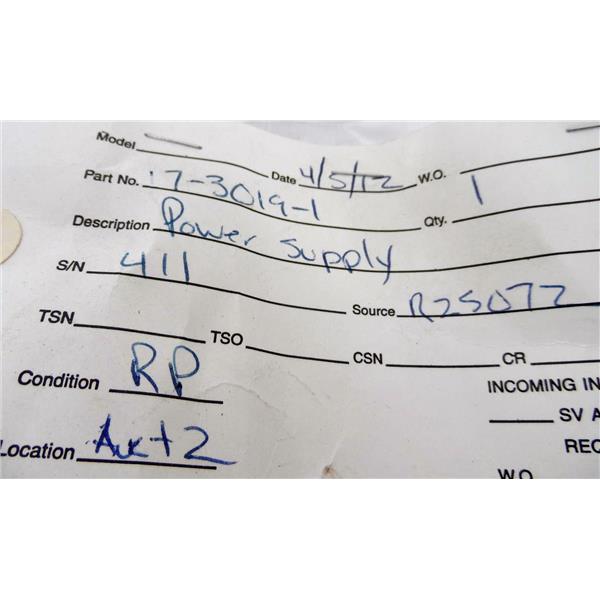 Model — Date 4/5/12 W.O.
Part No. 17-3019-1 Qty. 1
Description Power Supply
S/N 411 Source R25072
TSN TSO CSN CR
Condition RP INCOMING IN
SV A
Location REC
W.O.